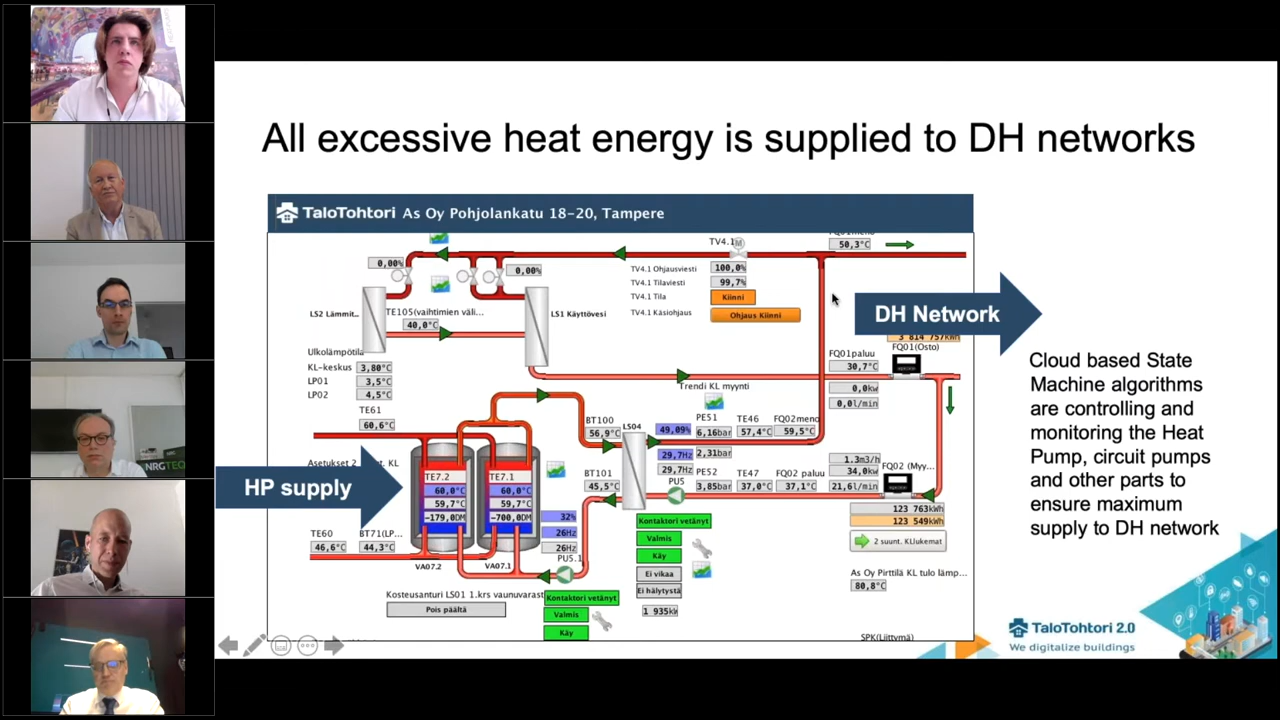 All excessive heat energy is supplied to DH networks
TaloTohtori As Oy Pohjolankatu 18-20, Tampere
TV4.1
50,3°C
0,00%
0,00%
TV4.1 Ohjausviesti 100,0%
TV4.1 Tilaviesti 99,7%
TV4.1 Tila Kiinni
TV4.1 Käsiohjaus Ohjaus Kiinni
LS2 Lämmit...
TE105(vaihtimien väli...
40,0°C
LS1 Käyttövesi
DH Network
FQ01(Osto)
FQ01paluu
30,7°C
0,0kW
0,0l/min
Ulkolämpötila
KL-keskus 3,80°C
LP01 3,5°C
LP02 4,5°C
TE61
60,6°C
Trendi KL myynti
BT100
56,9°C
LS04
49,09%
29,7Hz
29,7Hz
PU5
PE51
6,16bar
2,31bar
PE52
3,85bar
TE46
57,4°C
TE47
37,0°C
FQ02meno
59,5°C
FQ02 paluu
37,1°C
1.3m3/h
34,0kW
21,6l/min
FQ02 (Myy...
123 763kWh
123 549kWh
2 suunt. KLlukemat
HP supply
TE7.2
60,0°C
59,7°C
-179,0DM
TE7.1
60,0°C
59,7°C
-700,0DM
BT101
45,5°C
32%
26Hz
26Hz
PU5.1
TE60
46,6°C
BT71(LP...
44,3°C
VA07.2
VA07.1
Kontaktori vetänyt
Valmis
Käy
Ei vikaa
Ei hälytystä
Kosteusanturi LS01 1.krs vaunuvarast
Pois päältä
Kontaktori vetänyt
Valmis
Käy
As Oy Pirttilä KL tulo lämp...
80,8°C
SPK(Liittymä)
Cloud based State
Machine algorithms
are controlling and
monitoring the Heat
Pump, circuit pumps
and other parts to
ensure maximum
supply to DH network
TaloTohtori 2.0
We digitalize buildings